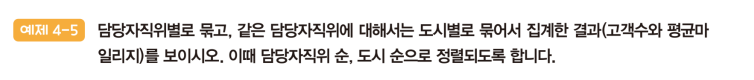 예제 4-5 담당자직위별로 묶고, 같은 담당자직위에 대해서는 도시별로 묶어서 집계한 결과(고객수와 평균마
일리지)를 보이시오. 이때 담당자직위 순, 도시 순으로 정렬되도록 합니다.